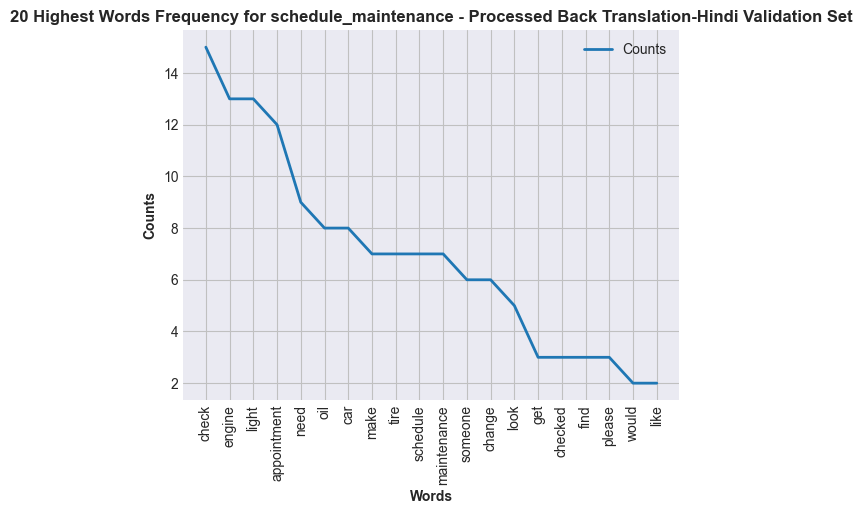 20 Highest Words Frequency for schedule_maintenance - Processed Back Translation-Hindi Validation Set
Counts
14
12
10
8
6
4
2
Counts
check
engine
light
appointment
need
oil
car
make
tire
schedule
maintenance
someone
change
look
get
checked
find
please
would
like
Words